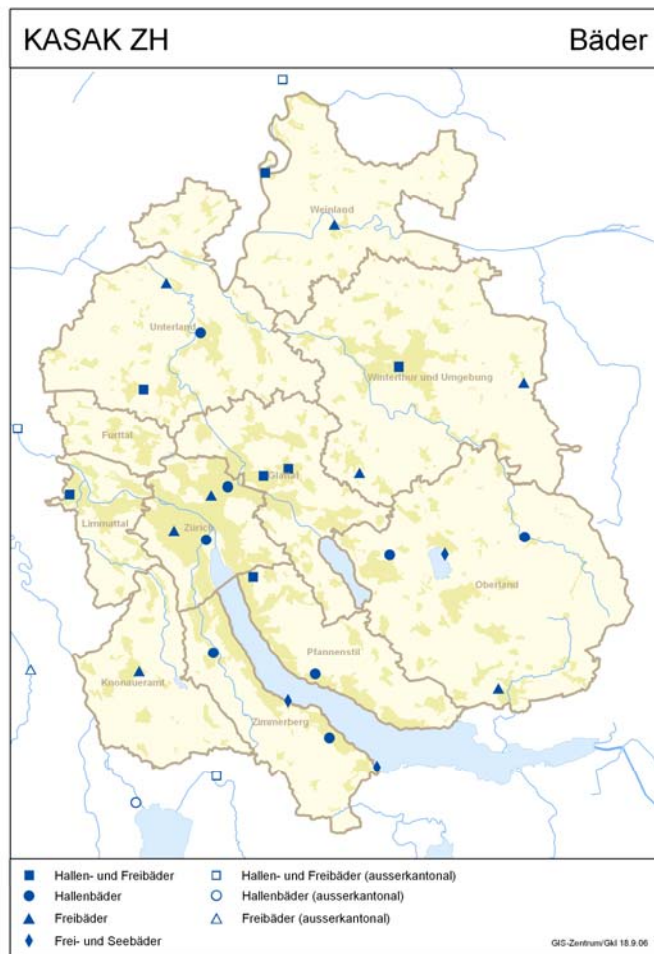 KASAK ZH Bäder
Weinland
Unterland
Winterthur und Umgebung
Furttal
Glattal
Limmattal
Zürich
Oberland
Pfannenstil
Knonaueramt
Zimmerberg
Hallen- und Freibäder Hallen- und Freibäder (ausserkantonal)
Hallenbäder Hallenbäder (ausserkantonal)
Freibäder Freibäder (ausserkantonal)
Frei- und Seebäder
GIS-Zentrum/Gkl 18.9.06